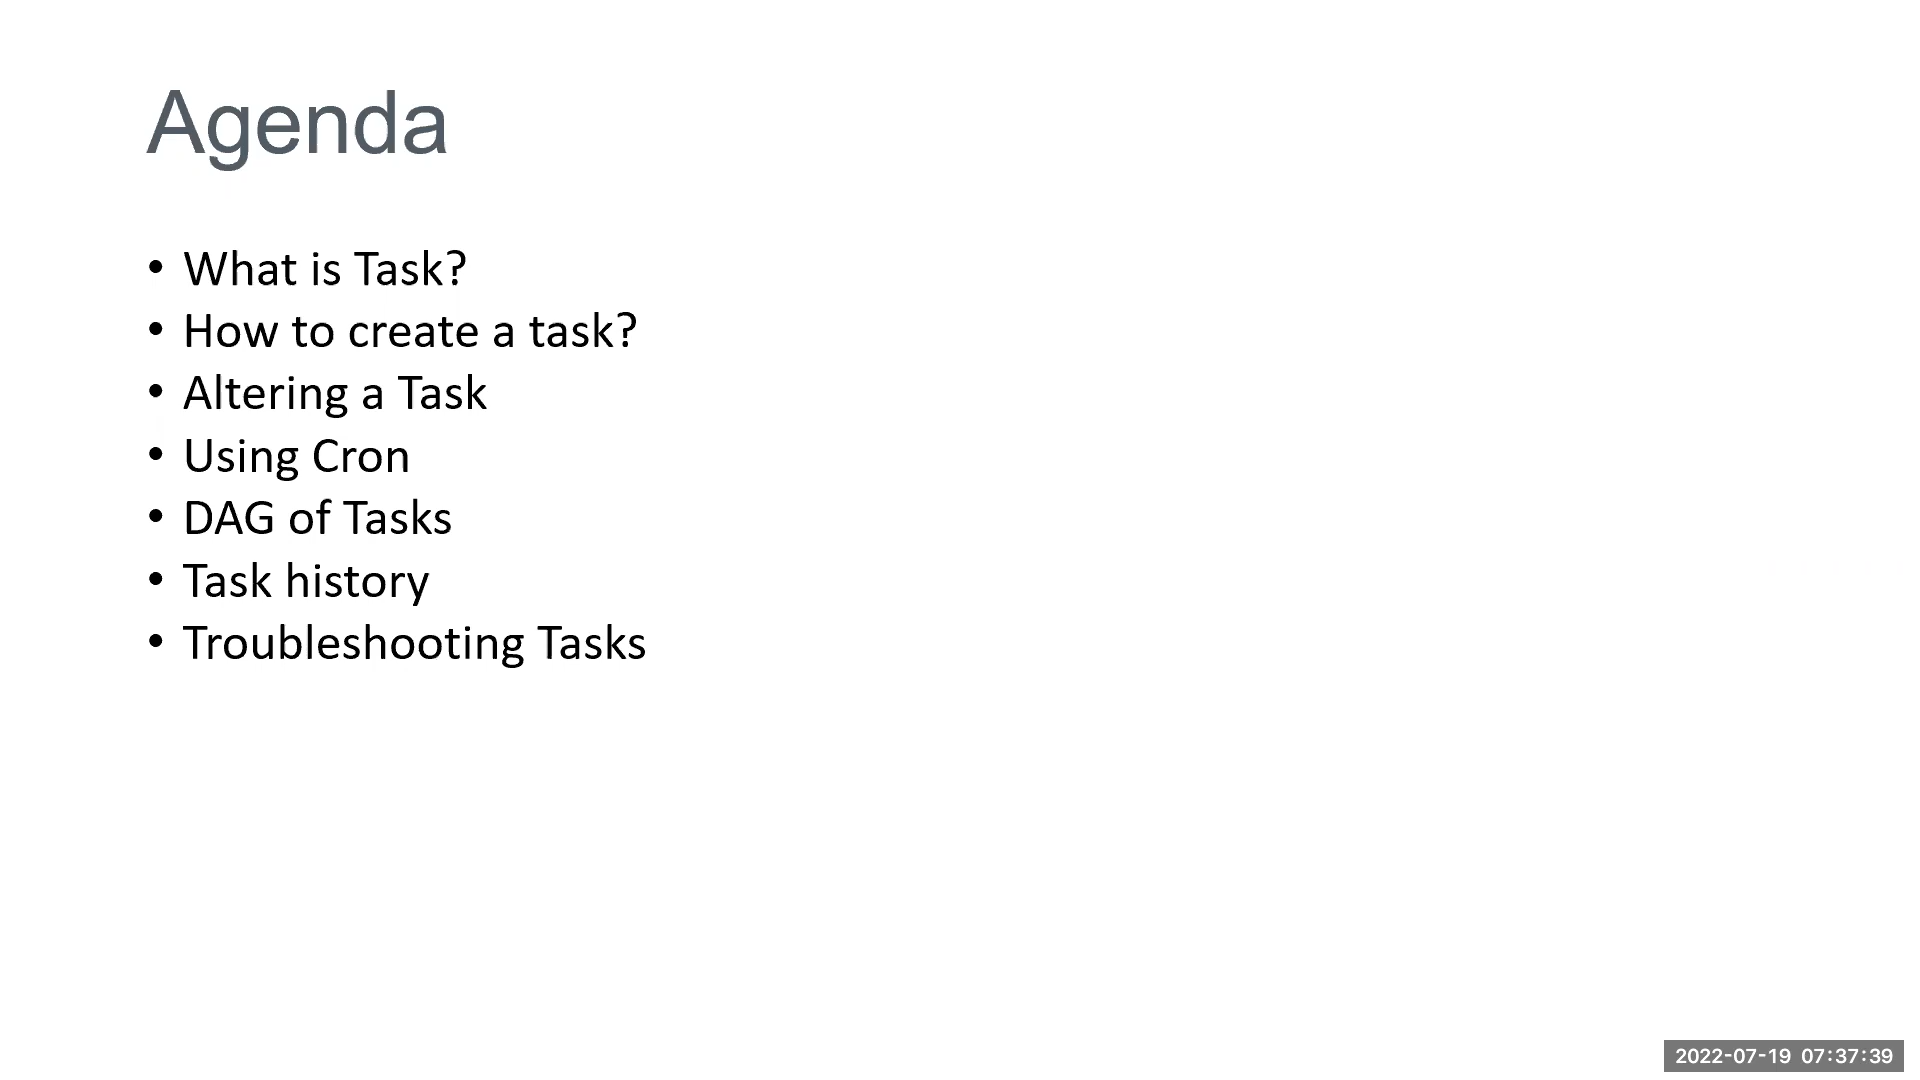 Agenda
• What is Task?
• How to create a task?
• Altering a Task
• Using Cron
• DAG of Tasks
• Task history
• Troubleshooting Tasks
2022-07-19 07:37:39